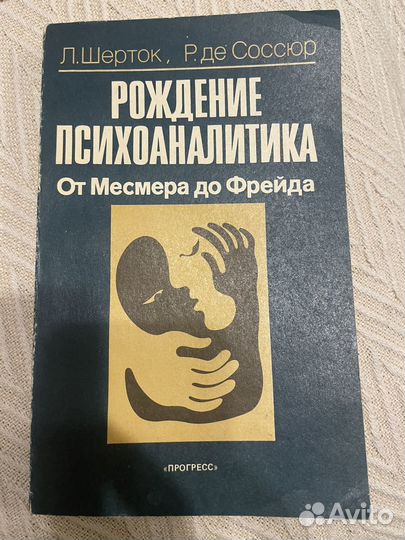 Л. Шерток, Р. де Соссюр
РОЖДЕНИЕ
ПСИХОАНАЛИТИКА
От Месмера до Фрейда
«ПРОГРЕСС»
Avito